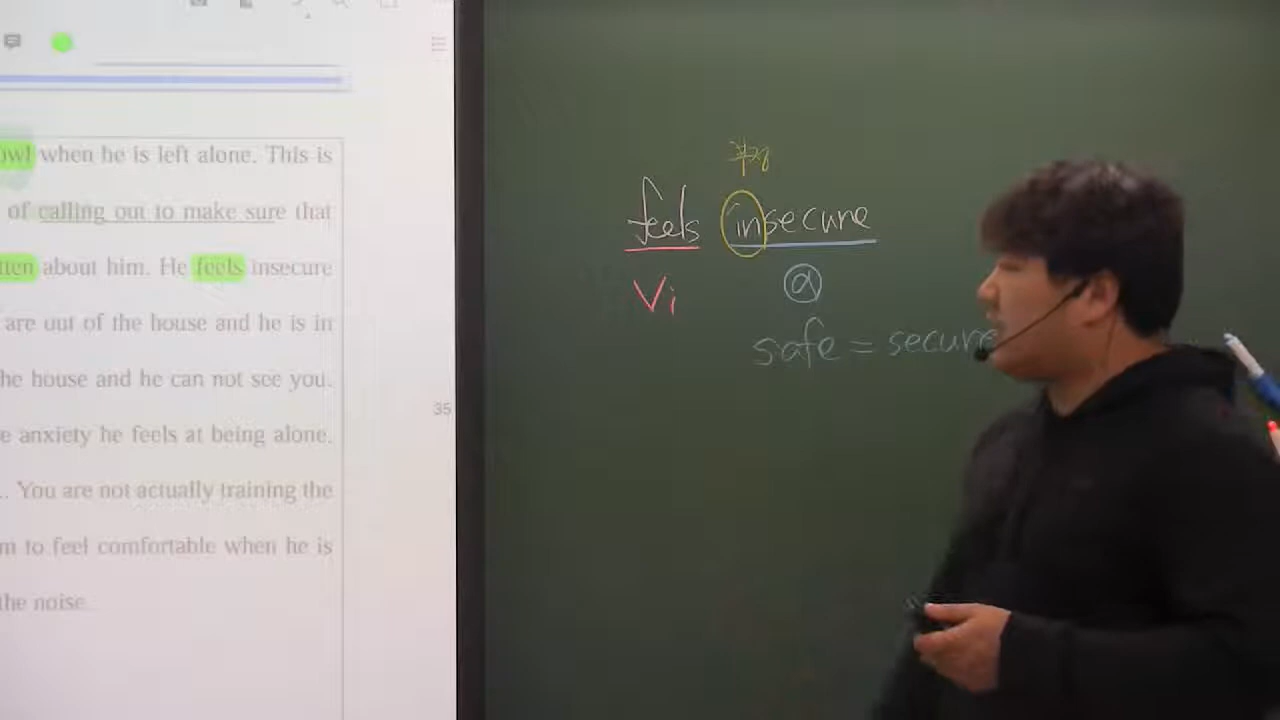 owl when he is left alone. This is
of calling out to make sure that
tten about him. He feels insecure
are out of the house and he is in
he house and he can not see you.
e anxiety he feels at being alone.
.. You are not actually training the
m to feel comfortable when he is
the noise.
35
feels insecure
Vi
ⓐ
safe = secure